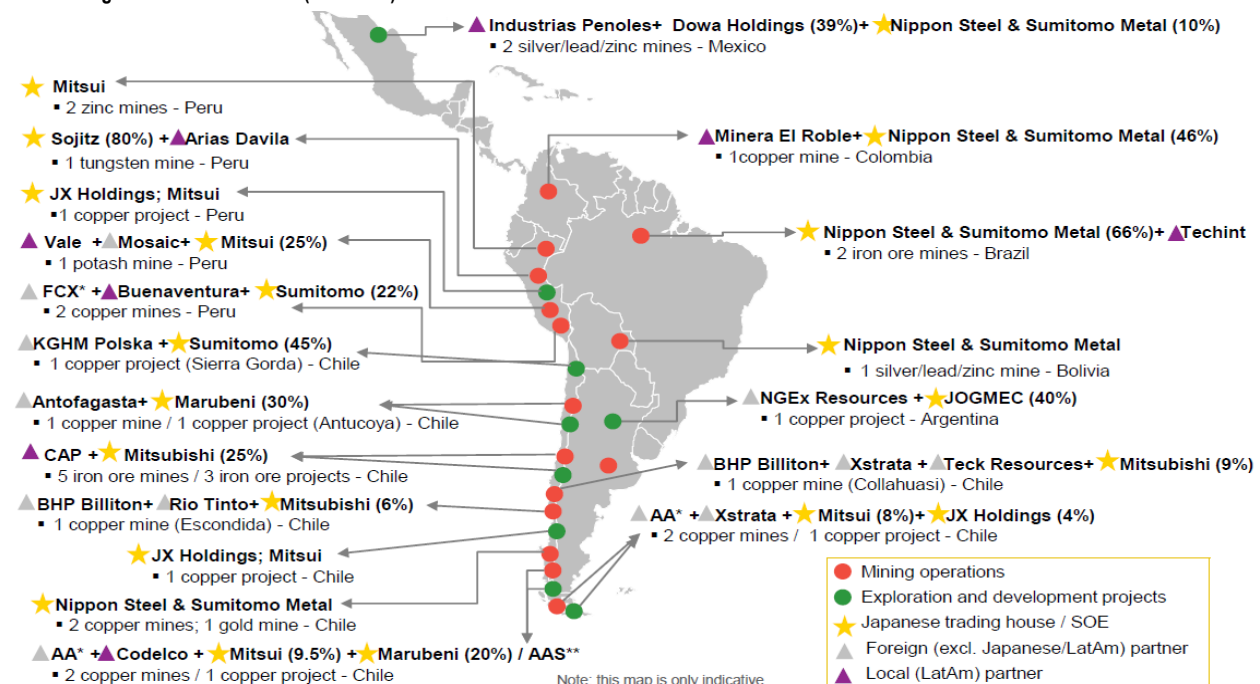 Industrias Penoles+ Dowa Holdings (39%)+ Nippon Steel & Sumitomo Metal (10%)
▪ 2 silver/lead/zinc mines - Mexico
Mitsui
▪ 2 zinc mines - Peru
Sojitz (80%) + Arias Davila
▪ 1 tungsten mine - Peru
JX Holdings; Mitsui
▪1 copper project - Peru
Vale + Mosaic+ Mitsui (25%)
▪ 1 potash mine - Peru
FCX* + Buenaventura+ Sumitomo (22%)
▪ 2 copper mines - Peru
KGHM Polska + Sumitomo (45%)
▪ 1 copper project (Sierra Gorda) - Chile
Antofagasta+ Marubeni (30%)
▪ 1 mine / 1 copper project (Antucoya) - Chile
CAP + Mitsubishi (25%)
▪ 5 iron ore mines / 3 iron ore projects - Chile
BHP Billiton+ Rio Tinto+ Mitsubishi (6%)
▪ 1 copper mine (Escondida) - Chile
JX Holdings; Mitsui
▪ 1 copper project - Chile
Nippon Steel & Sumitomo Metal
▪ 2 copper mines; 1 gold mine - Chile
AA* + Codelco + Mitsui (9.5%) + Marubeni (20%) / AAS**
▪ 2 copper mines / 1 copper project - Chile
Minera El Roble+ Nippon Steel & Sumitomo Metal (46%)
▪ 1copper mine - Colombia
Nippon Steel & Sumitomo Metal (66%)+ Techint
▪ 2 iron ore mines - Brazil
Nippon Steel & Sumitomo Metal
▪ 1 silver/lead/zinc mine - Bolivia
NGEx Resources + JOGMEC (40%)
▪ 1 copper project - Argentina
BHP Billiton+ Xstrata + Teck Resources+ Mitsubishi (9%)
▪ 1 copper mine (Collahuasi) - Chile
AA* + Xstrata + Mitsui (8%)+ JX Holdings (4%)
▪ 2 copper mines / 1 copper project - Chile
Mining operations
Exploration and development projects
Japanese trading house / SOE
Foreign (excl. Japanese/LatAm) partner
Local (LatAm) partner
Note: this map is only indicative